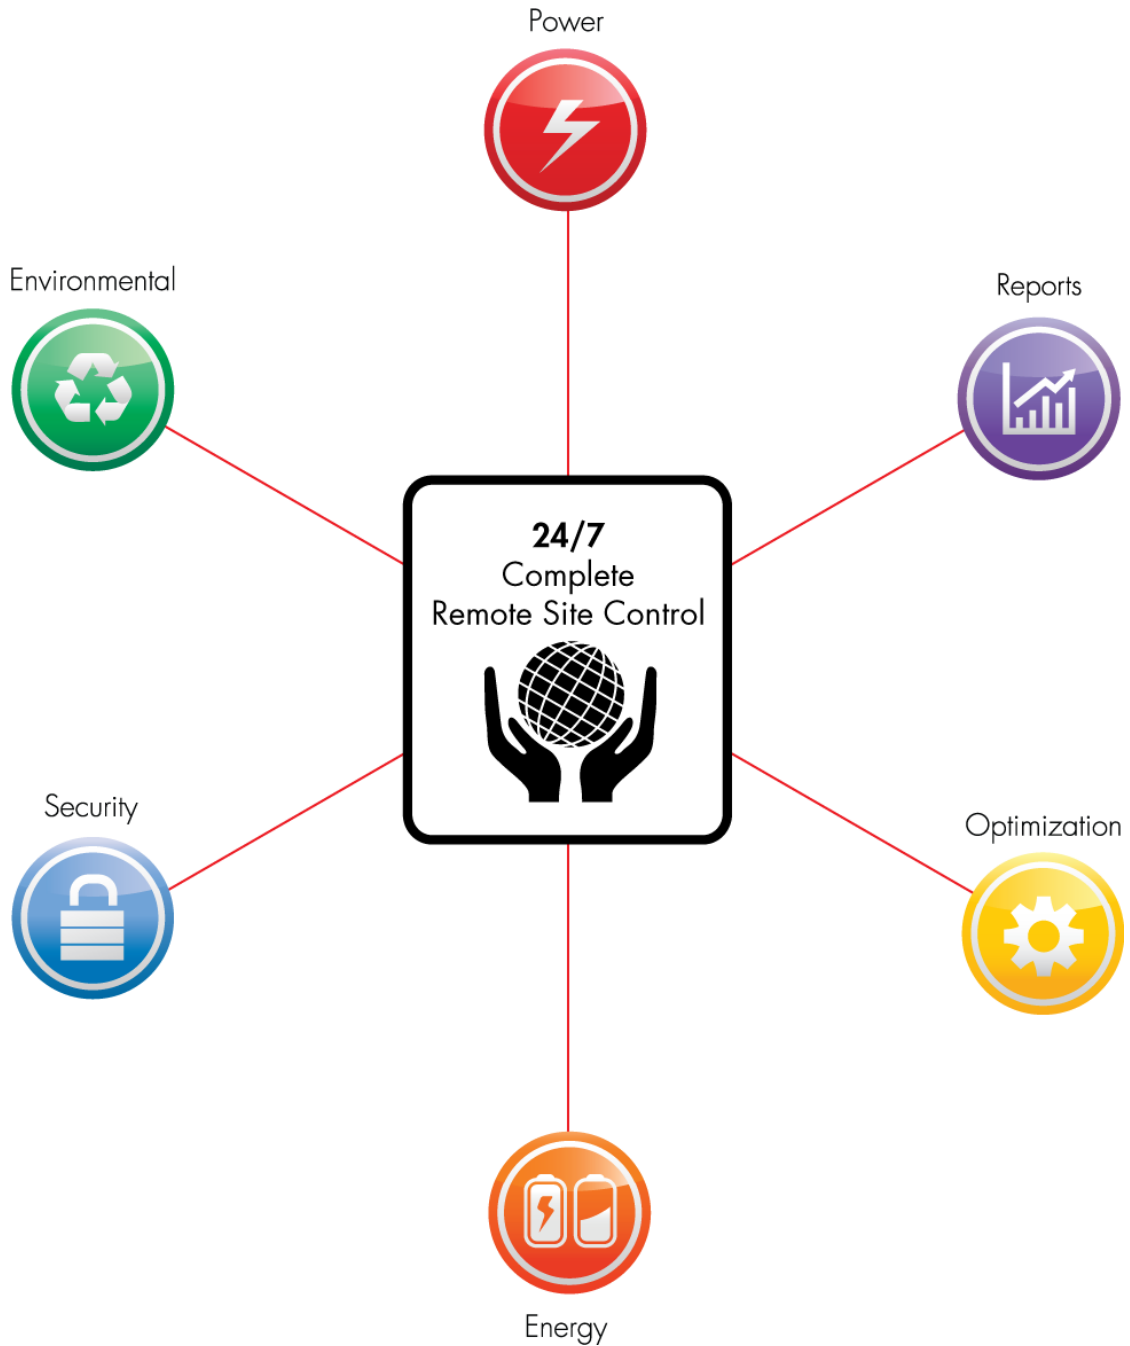 Power
Environmental
Reports
24/7
Complete
Remote Site Control
Security
Optimization
Energy